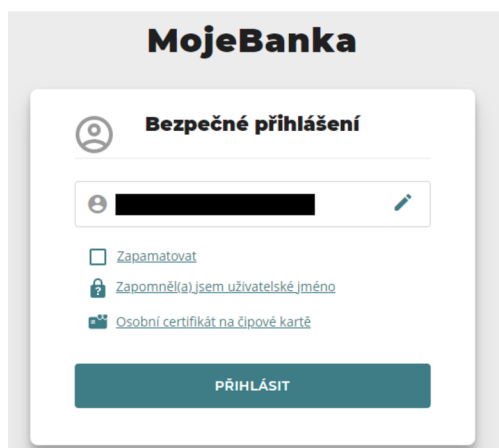 MojeBanka
Bezpečné přihlášení
Zapamatovat
Zapomněl(a) jsem uživatelské jméno
Osobní certifikát na čipové kartě
PŘIHLÁSIT